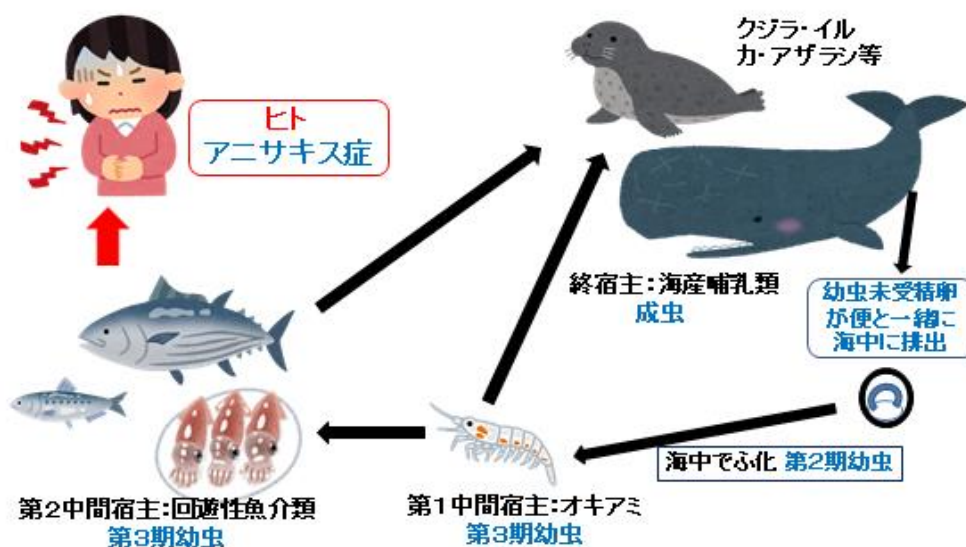 クジラ・イル
カ・アザラシ等
ヒト
アニサキス症
終宿主:海産哺乳類
成虫
幼虫未受精卵
が便と一緒に
海中に排出
海中でふ化 第2期幼虫
第1中間宿主:オキアミ
第3期幼虫
第2中間宿主:回遊性魚介類
第3期幼虫